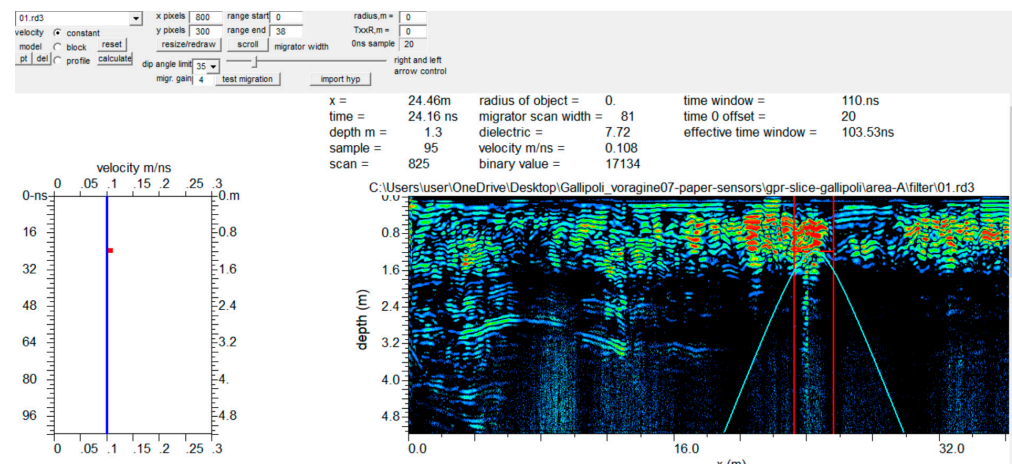 01.rd3 x pixels 800 range start 0 radius,m = 0
velocity constant y pixels 300 range end 38 TxxR,m = 0
model block reset resize/redraw scroll migrator width 0ns sample 20
pt del profile calculate dip angle limit 35 right and left
arrow control
migr. gain 4 test migration import hyp
x = 24.46m radius of object = 0. time window = 110.ns
time = 24.16 ns migrator scan width = 81 time 0 offset = 20
depth m = 1.3 dielectric = 7.72 effective time window = 103.53ns
sample = 95 velocity m/ns = 0.108
scan = 825 binary value = 17134
velocity m/ns
0 .05 .1 .15 .2 .25 .3
C:\Users\user\OneDrive\Desktop\Gallipoli_voragine07-paper-sensors\gpr-slice-gallipoli\area-A\filter\01.rd3
0-ns 0.m 0.0
16 0.8 0.8
32 1.6 1.6
48 2.4 2.4
64 3.2 3.2
80 4. 4.0
96 4.8 4.8
depth (m)
0 .05 .1 .15 .2 .25 .3
0.0 16.0 32.0
x (m)